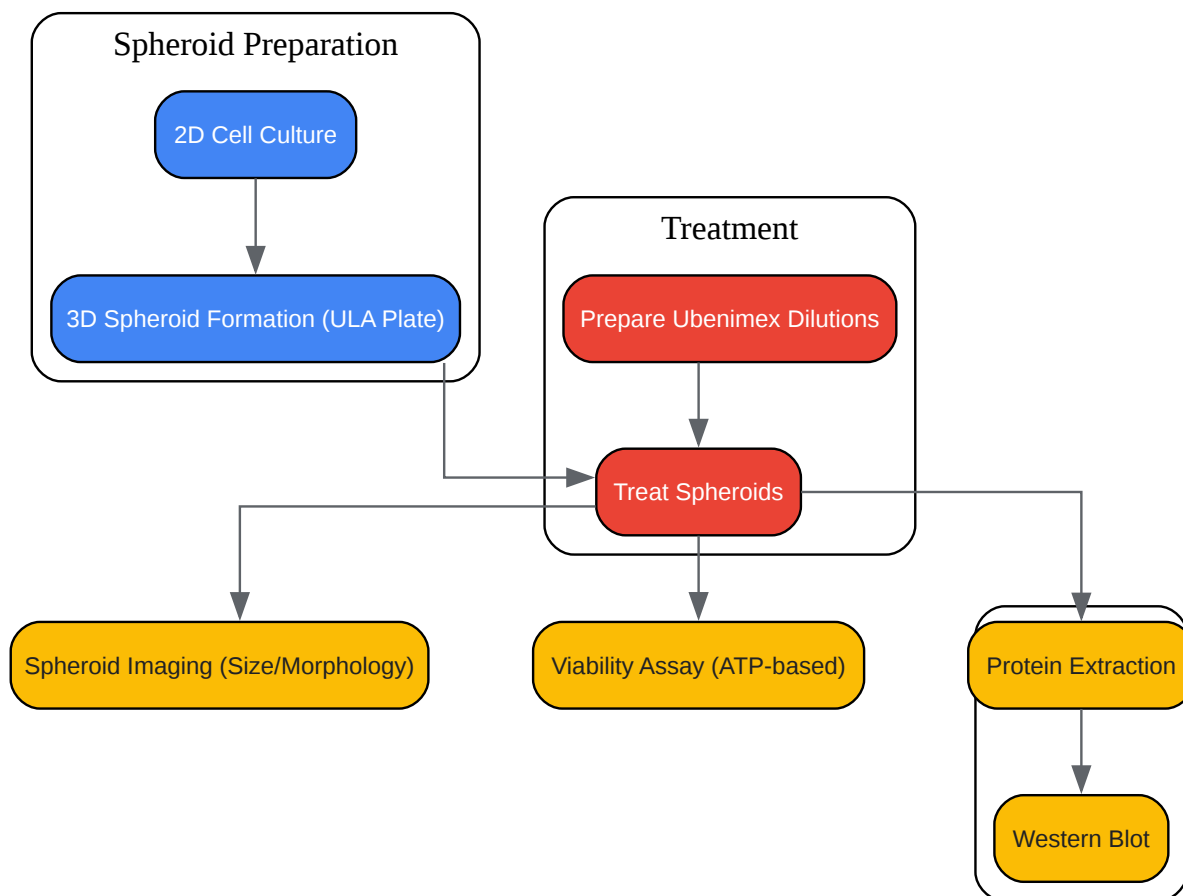 Spheroid Preparation
2D Cell Culture
3D Spheroid Formation (ULA Plate)
Treatment
Prepare Ubenimex Dilutions
Treat Spheroids
Spheroid Imaging (Size/Morphology)
Viability Assay (ATP-based)
Protein Extraction
Western Blot